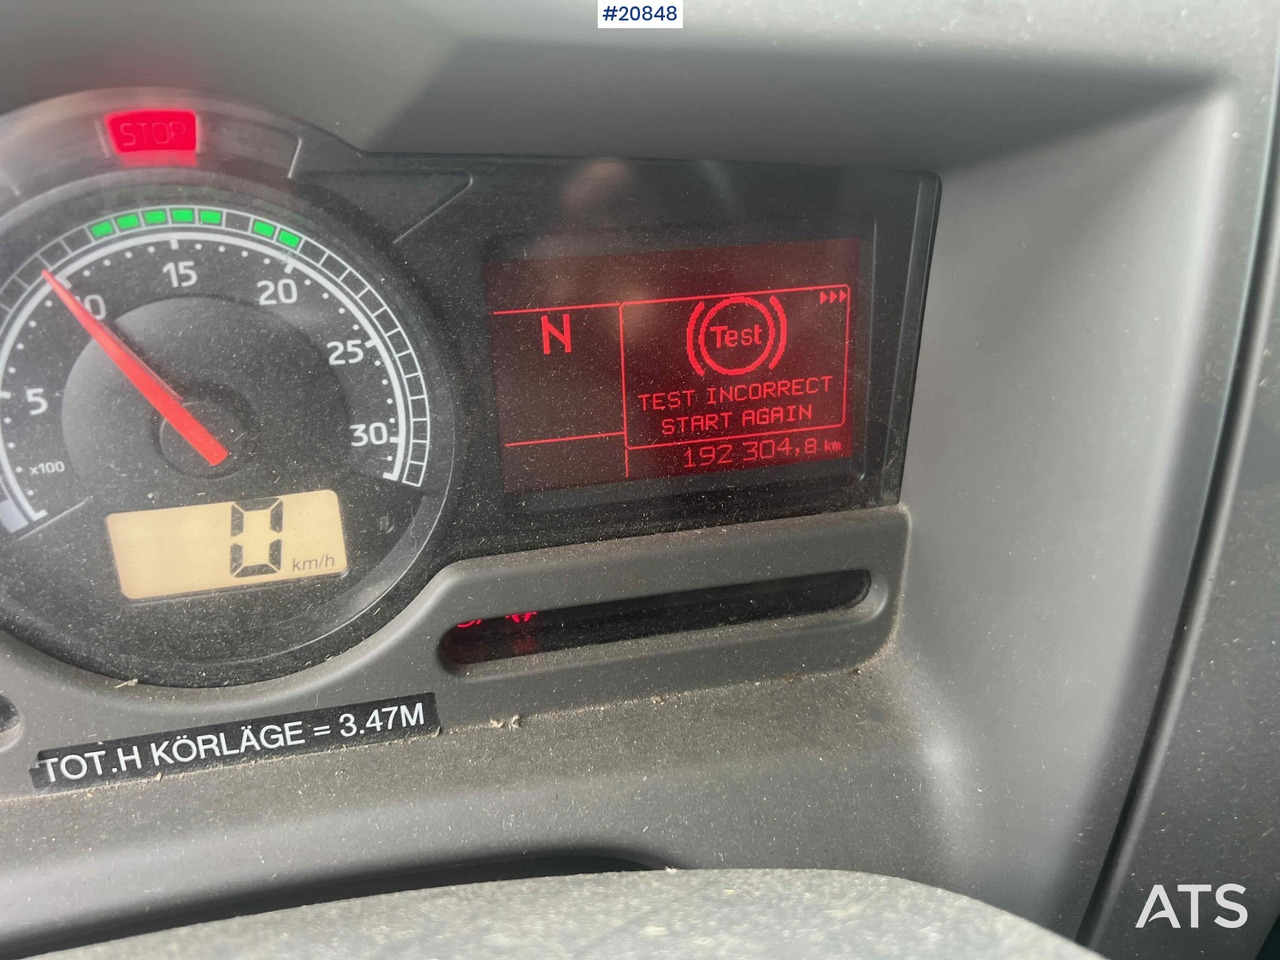 #20848
STOP
5
10
15
20
25
30
x100
0 km/h
N
Test
TEST INCORRECT
START AGAIN
192 304,8 km
TOT.H KÖRLÄGE = 3.47M
ATS